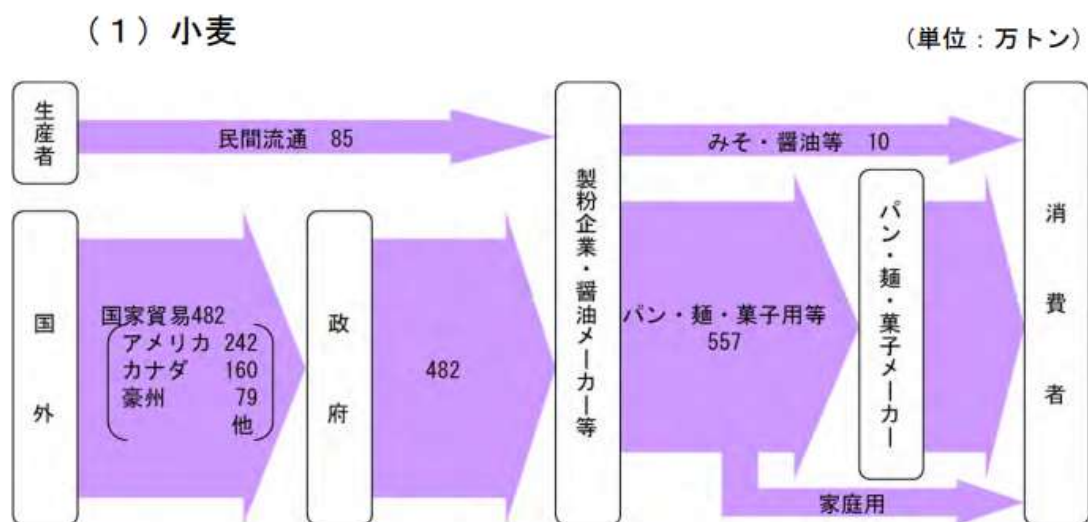 (1)小麦
(単位:万トン)
生産者
民間流通 85
製粉企業・醤油メーカー等
みそ・醤油等 10
消費者
国外
国家貿易482
アメリカ 242
カナダ 160
豪州 79
他
政府
482
パン・麺・菓子用等
557
パン・麺・菓子メーカー
家庭用